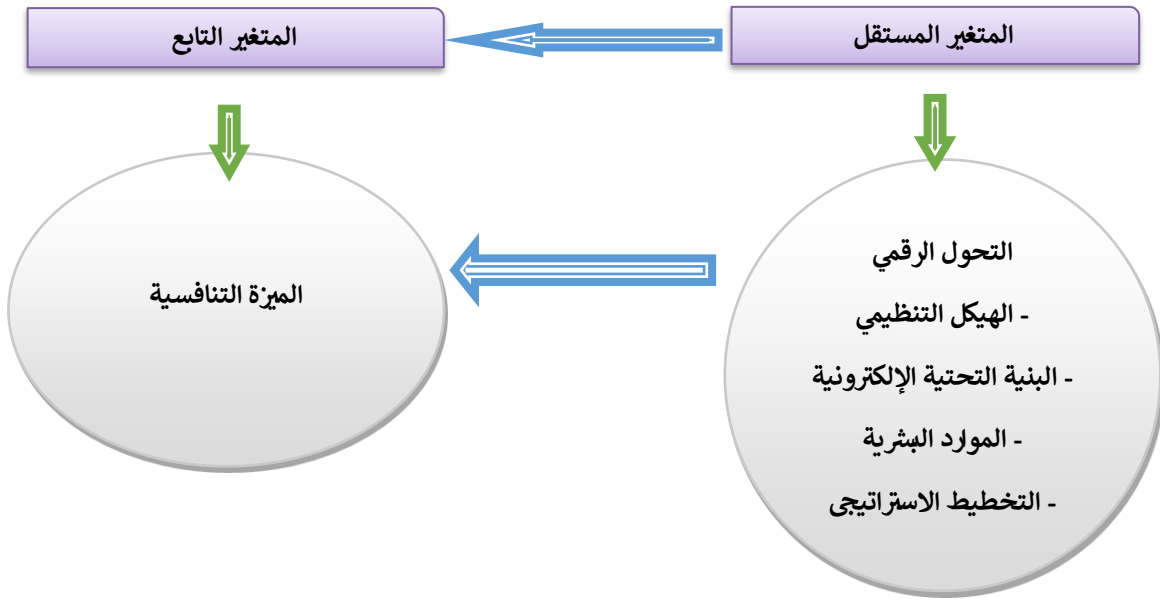 المتغير المستقل
المتغير التابع
التحول الرقمي
- الهيكل التنظيمي
- البنية التحتية الإلكترونية
- الموارد البشرية
- التخطيط الاستراتيجى
الميزة التنافسية